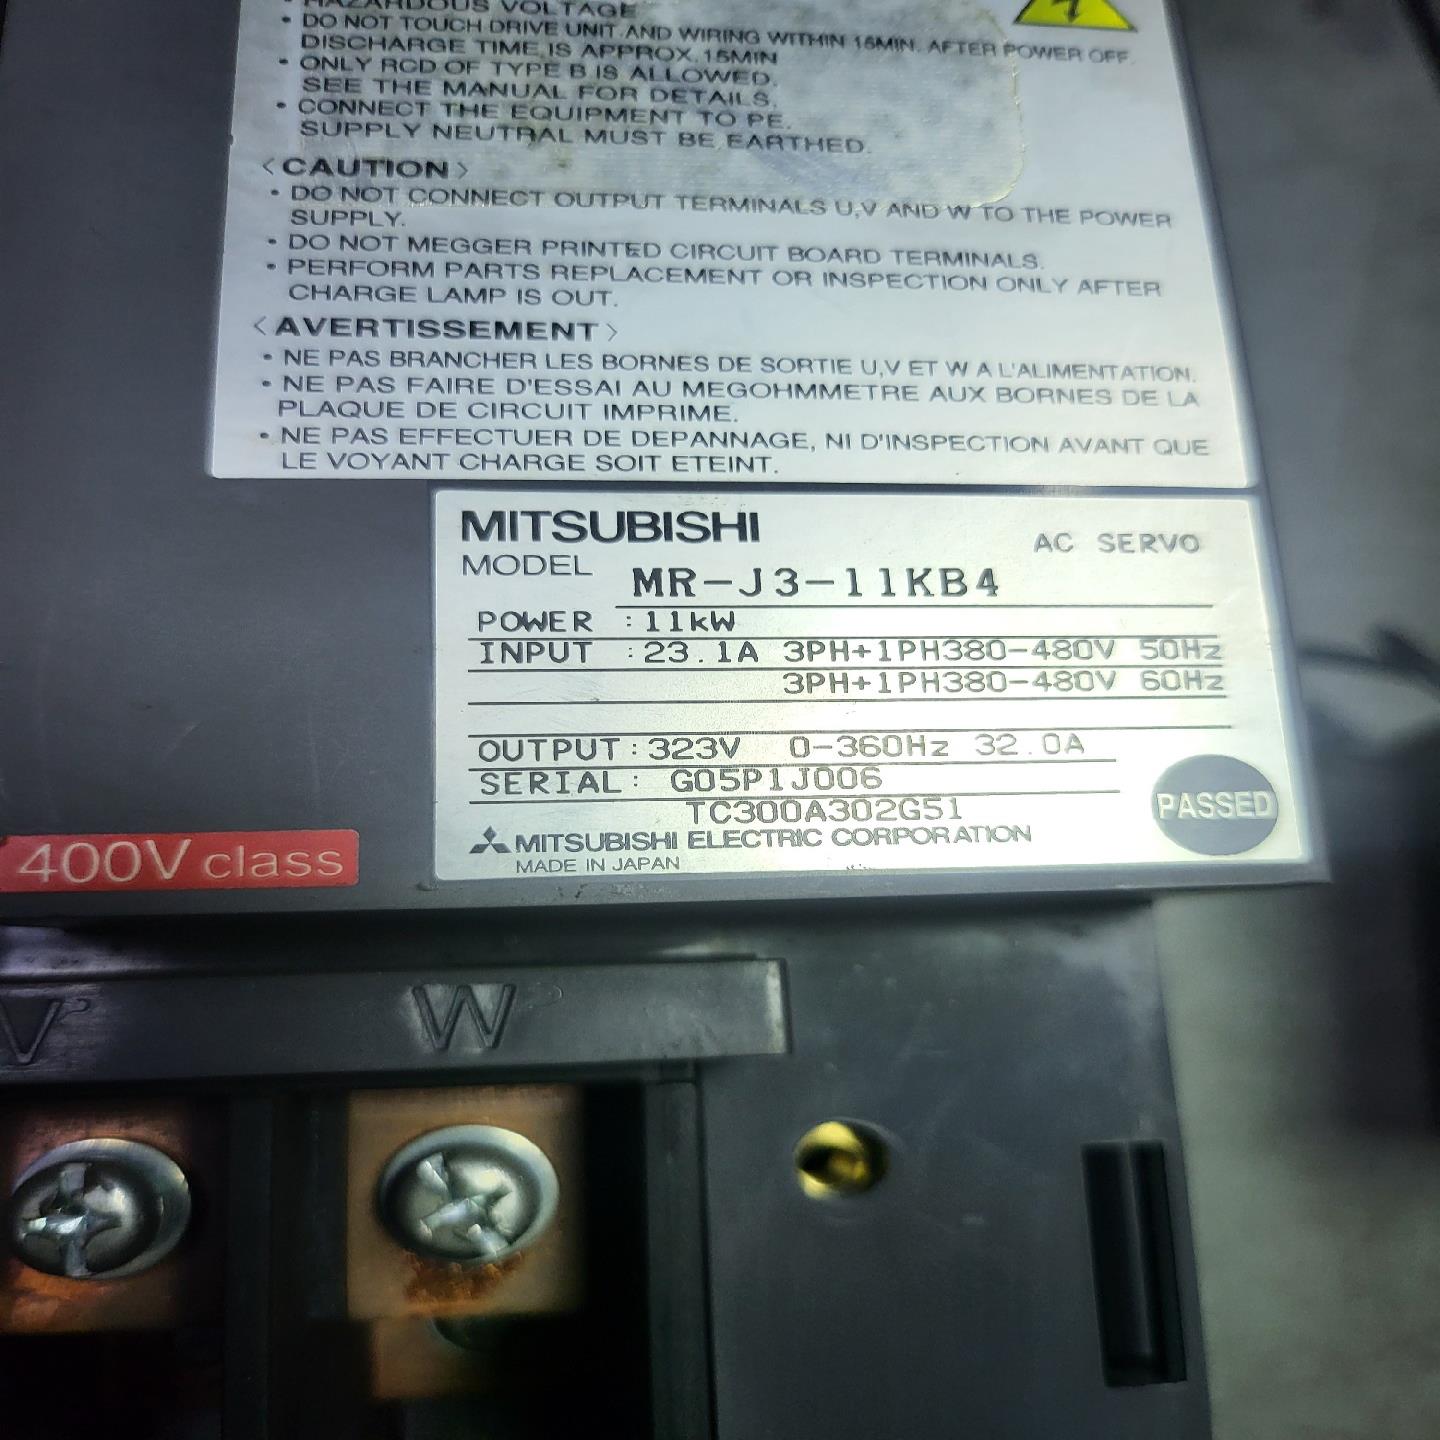 • HAZARDOUS VOLTAGE
• DO NOT TOUCH DRIVE UNIT AND WIRING WITHIN 15MIN. AFTER POWER OFF.
DISCHARGE TIME IS APPROX. 15MIN
• ONLY RCD OF TYPE B IS ALLOWED.
SEE THE MANUAL FOR DETAILS.
• CONNECT THE EQUIPMENT TO PE.
SUPPLY NEUTRAL MUST BE EARTHED.
<CAUTION>
• DO NOT CONNECT OUTPUT TERMINALS U,V AND W TO THE POWER
SUPPLY.
• DO NOT MEGGER PRINTED CIRCUIT BOARD TERMINALS.
• PERFORM PARTS REPLACEMENT OR INSPECTION ONLY AFTER
CHARGE LAMP IS OUT.
<AVERTISSEMENT>
• NE PAS BRANCHER LES BORNES DE SORTIE U,V ET W A L'ALIMENTATION.
• NE PAS FAIRE D'ESSAI AU MEGOHMMETRE AUX BORNES DE LA
PLAQUE DE CIRCUIT IMPRIME.
• NE PAS EFFECTUER DE DEPANNAGE, NI D'INSPECTION AVANT QUE
LE VOYANT CHARGE SOIT ETEINT.
MITSUBISHI AC SERVO
MODEL MR-J3-11KB4
POWER : 11kW
INPUT : 23.1A 3PH+1PH380-480V 50Hz
3PH+1PH380-480V 60Hz
OUTPUT : 323V 0-360Hz 32.0A
SERIAL : G05P1J006
TC300A302G51
PASSED
MITSUBISHI ELECTRIC CORPORATION
MADE IN JAPAN
400V class
V W